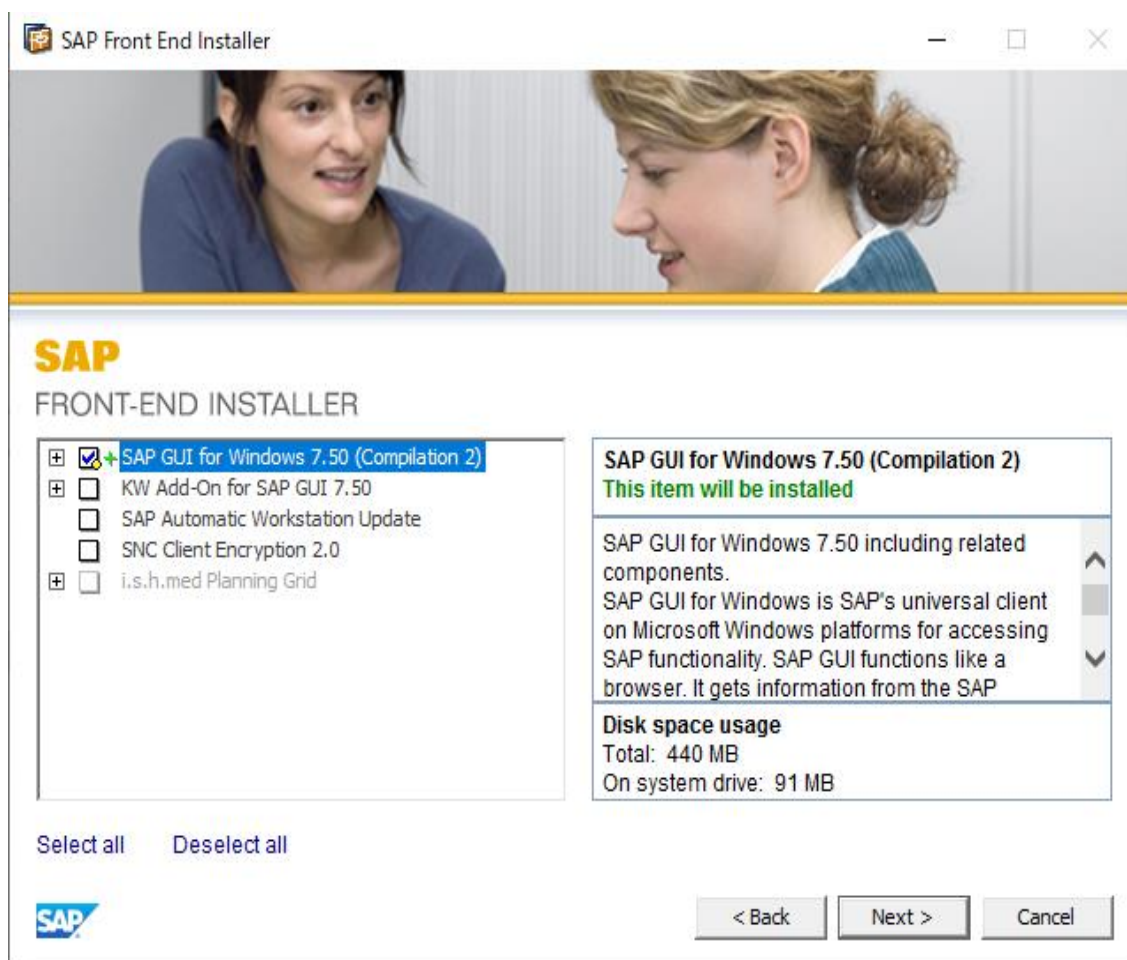 SAP Front End Installer
SAP
FRONT-END INSTALLER
SAP GUI for Windows 7.50 (Compilation 2)
KW Add-On for SAP GUI 7.50
SAP Automatic Workstation Update
SNC Client Encryption 2.0
i.s.h.med Planning Grid
SAP GUI for Windows 7.50 (Compilation 2)
This item will be installed
SAP GUI for Windows 7.50 including related
components.
SAP GUI for Windows is SAP's universal client
on Microsoft Windows platforms for accessing
SAP functionality. SAP GUI functions like a
browser. It gets information from the SAP
Disk space usage
Total: 440 MB
On system drive: 91 MB
Select all Deselect all
SAP
< Back Next > Cancel